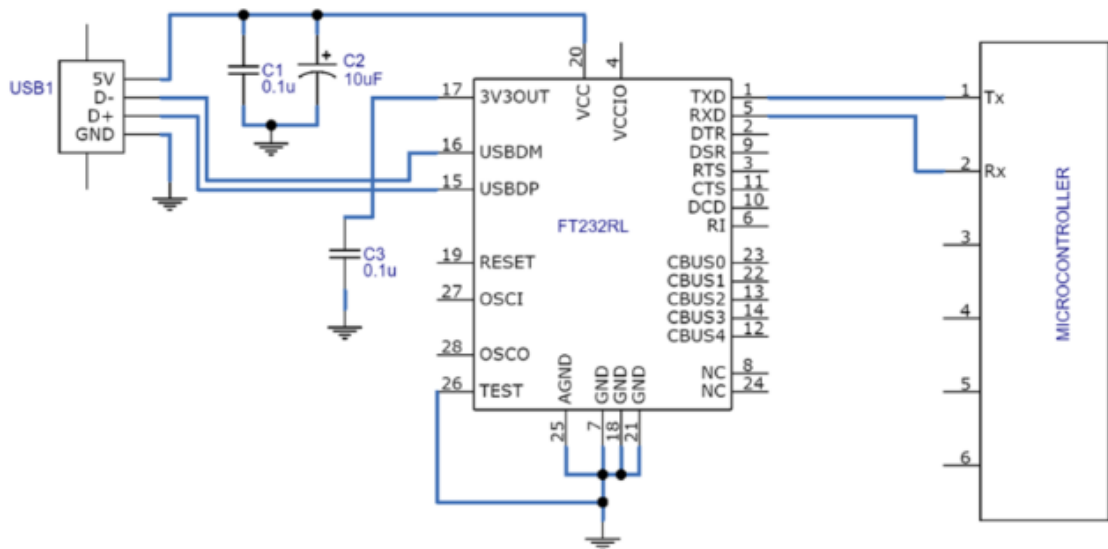 USB1
5V
D-
D+
GND
C1
0.1u
+
C2
10uF
C3
0.1u
20
VCC
4
VCCIO
17 3V3OUT
16 USBDM
15 USBDP
19 RESET
27 OSCI
28 OSCO
26 TEST
FT232RL
TXD 1
RXD 5
DTR 2
DSR 9
RTS 3
CTS 11
DCD 10
RI 6
CBUS0 23
CBUS1 22
CBUS2 13
CBUS3 14
CBUS4 12
NC 8
NC 24
AGND
GND
GND
GND
25
7
18
21
1 Tx
2 Rx
3
4
5
6
MICROCONTROLLER